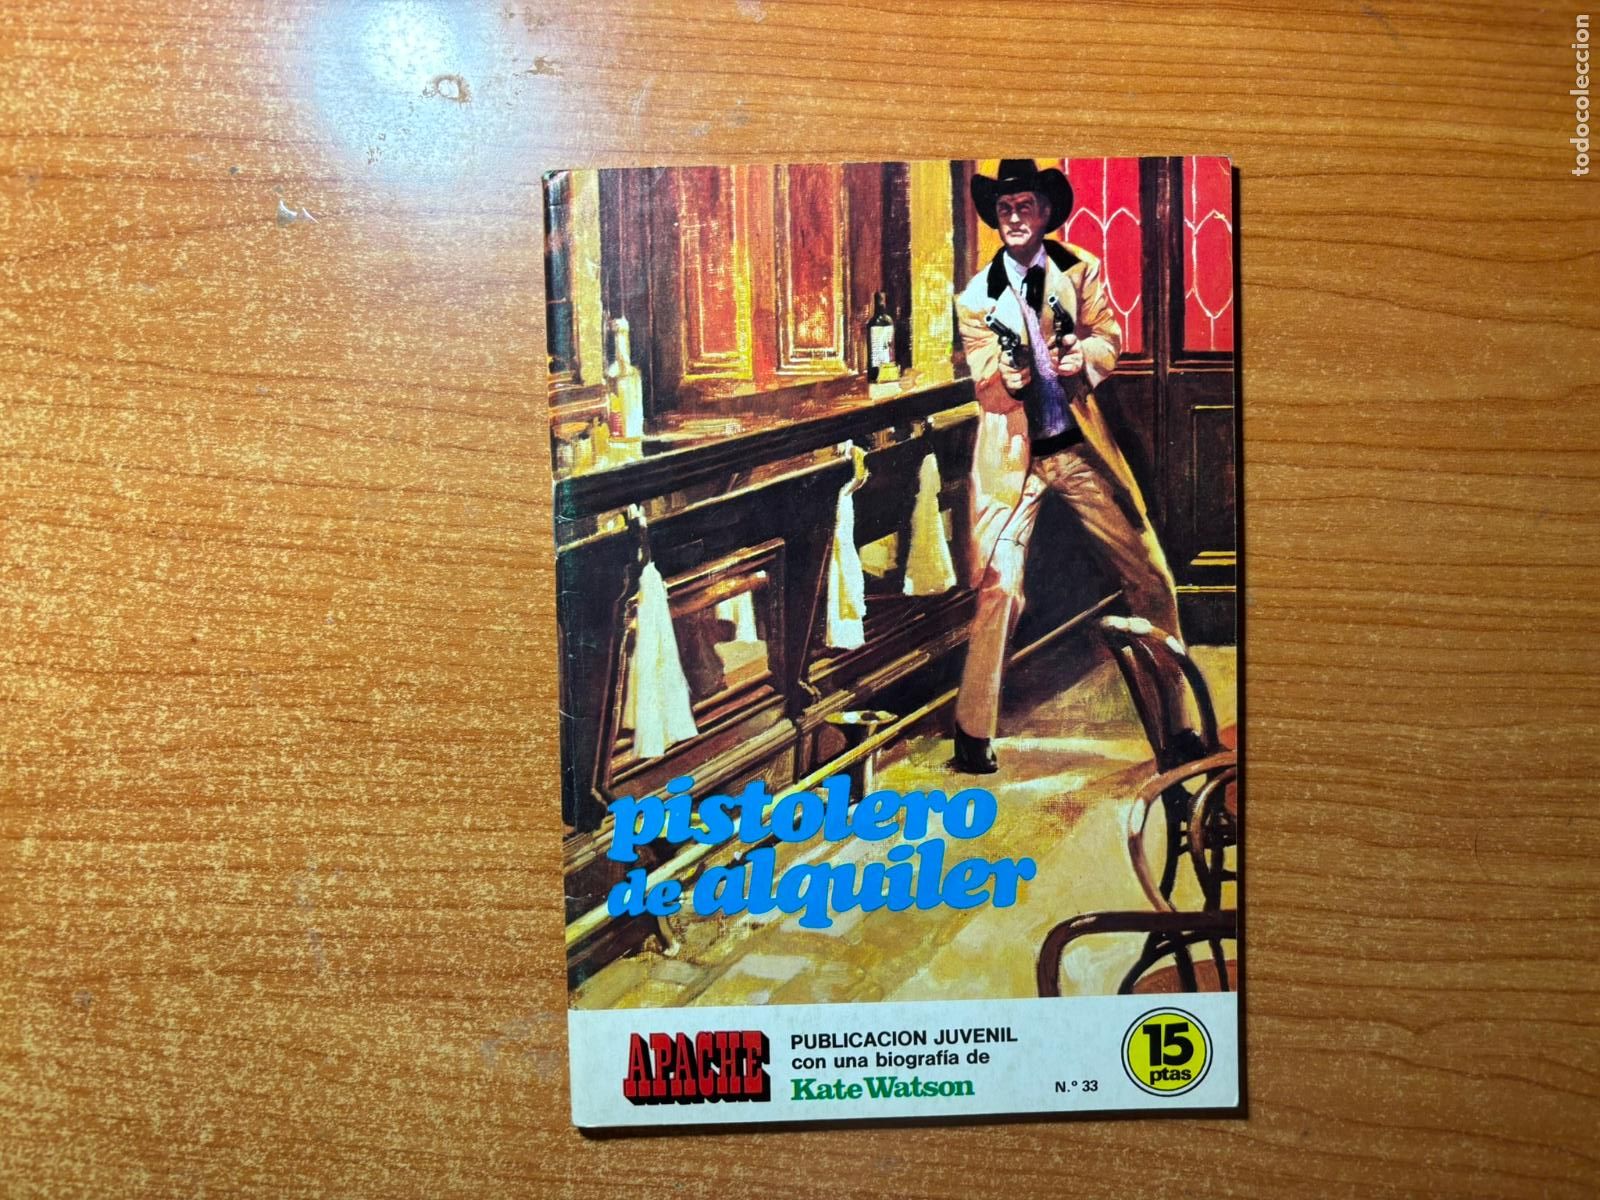 todocoleccion
pistolero
de alquiler
APACHE
PUBLICACION JUVENIL
con una biografía de
Kate Watson
N.º 33
15
ptas